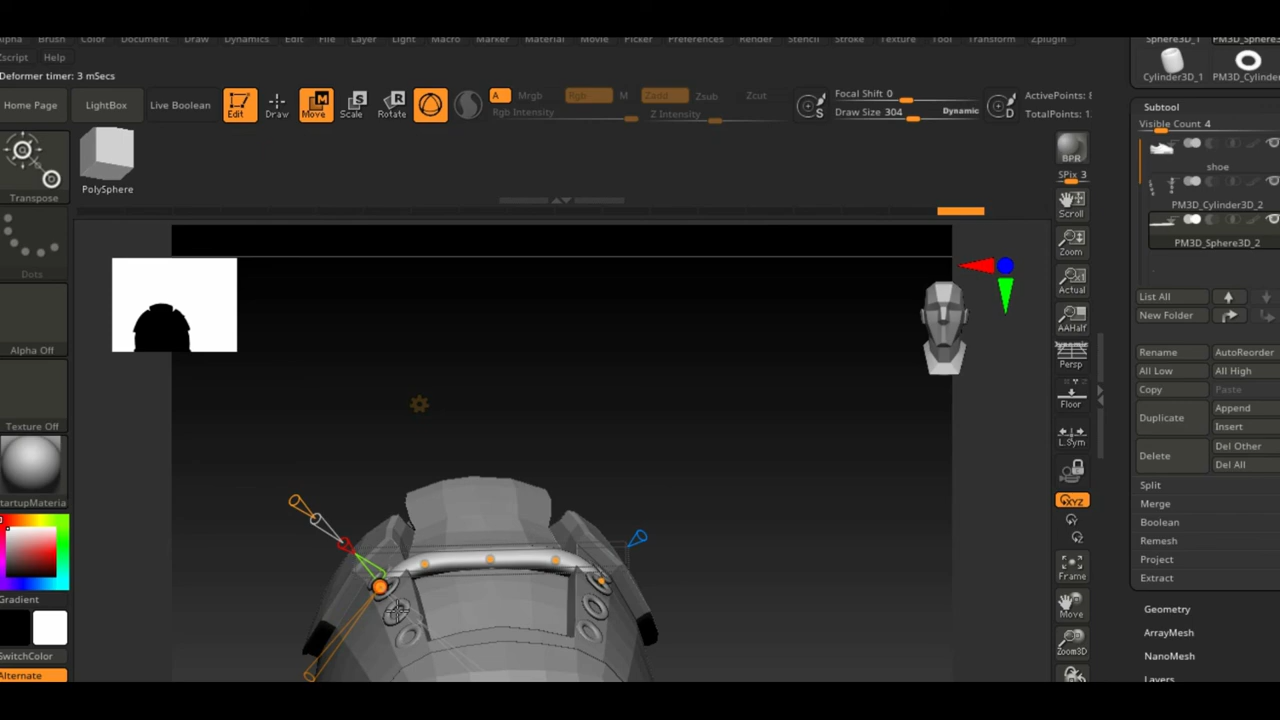 Alpha Brush Color Document Draw Dynamics Edit File Layer Light Macro Marker Material Movie Picker Preferences Render Stencil Stroke Texture Tool Transform Zplugin
Zscript Help
Deformer timer: 3 mSecs
Home Page LightBox Live Boolean Edit Draw Move Scale Rotate
A Mrgb Rgb M Zadd Zsub Zcut
Rgb Intensity Z Intensity
Focal Shift 0
Draw Size 304 Dynamic
ActivePoints: 8
TotalPoints: 1
Transpose
PolySphere
Dots
Alpha Off
Texture Off
StartupMateria
Gradient
SwitchColor
Alternate
BPR
SPix 3
Scroll
Zoom
Actual
AAHalf
Dynamic
Persp
Floor
L.Sym
XYZ
Frame
Move
Zoom3D
Sphere3D_1 PM3D_Sphere
Cylinder3D_1 PM3D_Cylinde
Subtool
Visible Count 4
shoe
PM3D_Cylinder3D_2
PM3D_Sphere3D_2
List All
New Folder
Rename AutoReorder
All Low All High
Copy Paste
Duplicate Append
Insert
Delete Del Other
Del All
Split
Merge
Boolean
Remesh
Project
Extract
Geometry
ArrayMesh
NanoMesh
Layers